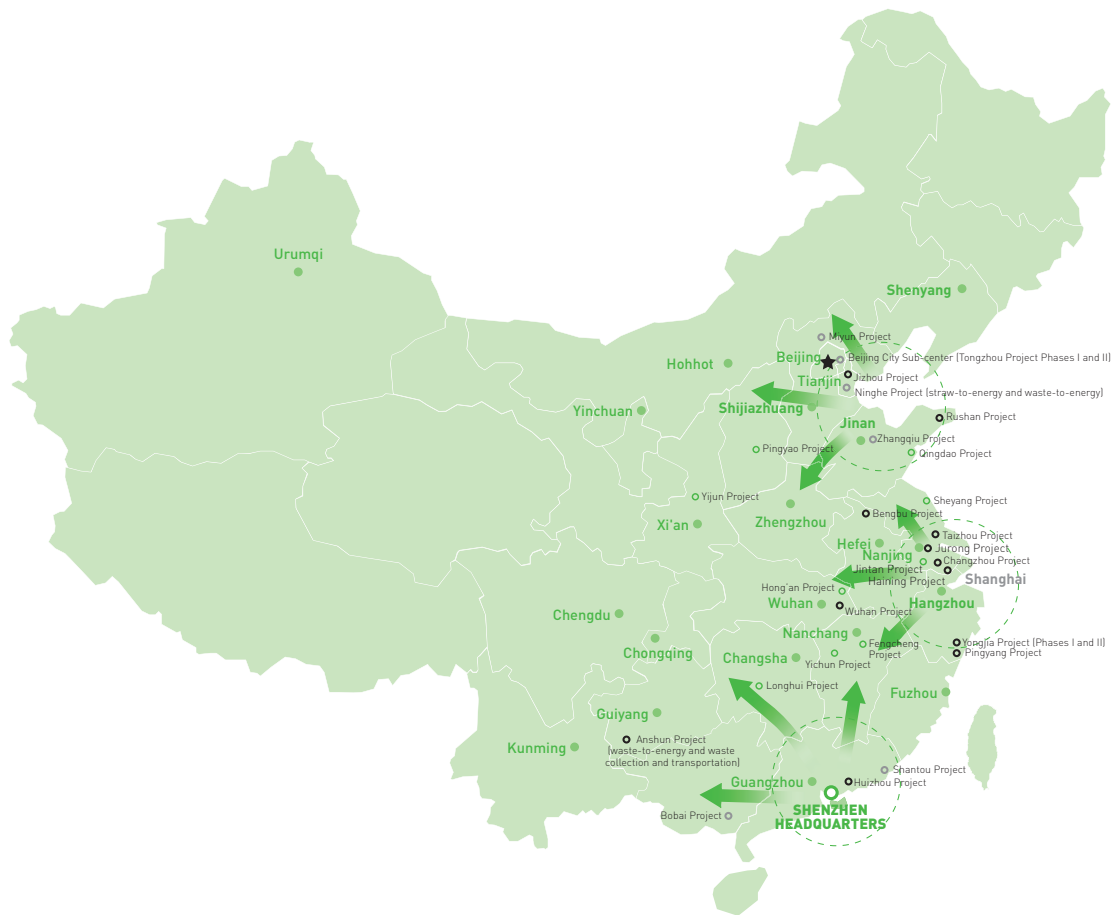 Urumqi
Shenyang
Miyun Project
Beijing
Beijing City Sub-center (Tongzhou Project Phases I and II)
Hohhot
Tianjin
Jizhou Project
Ninghe Project (straw-to-energy and waste-to-energy)
Yinchuan
Shijiazhuang
Rushan Project
Jinan
Zhangqiu Project
Pingyao Project
Qingdao Project
Yijun Project
Sheyang Project
Bengbu Project
Zhengzhou
Xi'an
Taizhou Project
Hefei
Jurong Project
Nanjing
Changzhou Project
Jintan Project
Haining Project
Shanghai
Hong'an Project
Wuhan
Hangzhou
Wuhan Project
Chengdu
Nanchang
Fengcheng
Project
Yongjia Project (Phases I and II)
Pingyang Project
Chongqing
Changsha
Yichun Project
Longhui Project
Fuzhou
Guiyang
Anshun Project
(waste-to-energy and waste
collection and transportation)
Kunming
Shantou Project
Guangzhou
Huizhou Project
SHENZHEN
HEADQUARTERS
Bobai Project